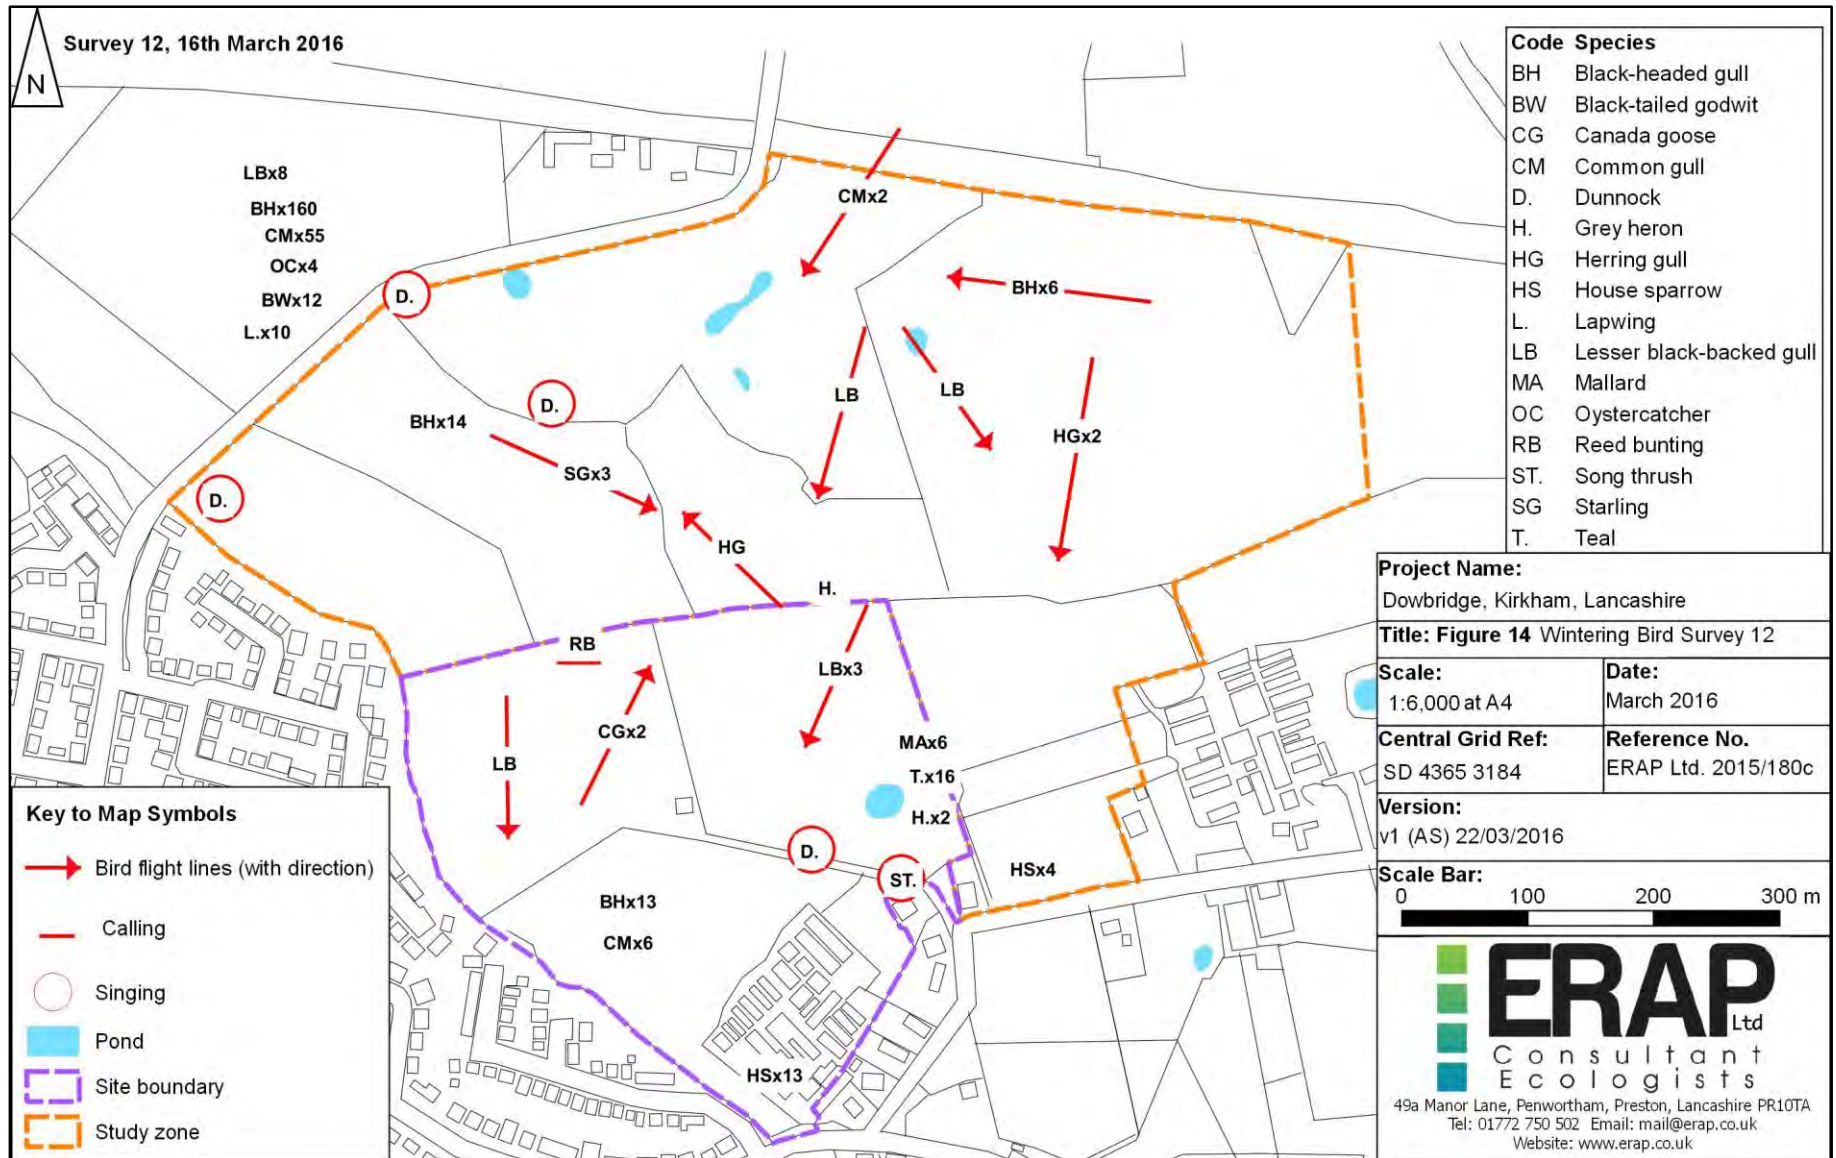 Survey 12, 16th March 2016
N
Code Species
BH Black-headed gull
BW Black-tailed godwit
CG Canada goose
CM Common gull
D. Dunnock
H. Grey heron
HG Herring gull
HS House sparrow
L. Lapwing
LB Lesser black-backed gull
MA Mallard
OC Oystercatcher
RB Reed bunting
ST. Song thrush
SG Starling
T. Teal
LBx8
BHx160
CMx55
OCx4
BWx12
L.x10
CMx2
BHx6
D.
LB
LB
D.
BHx14
HGx2
SGx3
D.
HG
H.
RB
LBx3
CGx2
LB
MAx6
T.x16
H.x2
D.
ST.
HSx4
BHx13
CMx6
HSx13
Project Name:
Dowbridge, Kirkham, Lancashire
Title: Figure 14 Wintering Bird Survey 12
Scale:
1:6,000 at A4
Date:
March 2016
Central Grid Ref:
SD 4365 3184
Reference No.
ERAP Ltd. 2015/180c
Version:
v1 (AS) 22/03/2016
Scale Bar:
0 100 200 300 m
Key to Map Symbols
Bird flight lines (with direction)
Calling
Singing
Pond
Site boundary
Study zone
ERAP Ltd
Consultant
Ecologists
49a Manor Lane, Penwortham, Preston, Lancashire PR10TA
Tel: 01772 750 502 Email: mail@erap.co.uk
Website: www.erap.co.uk